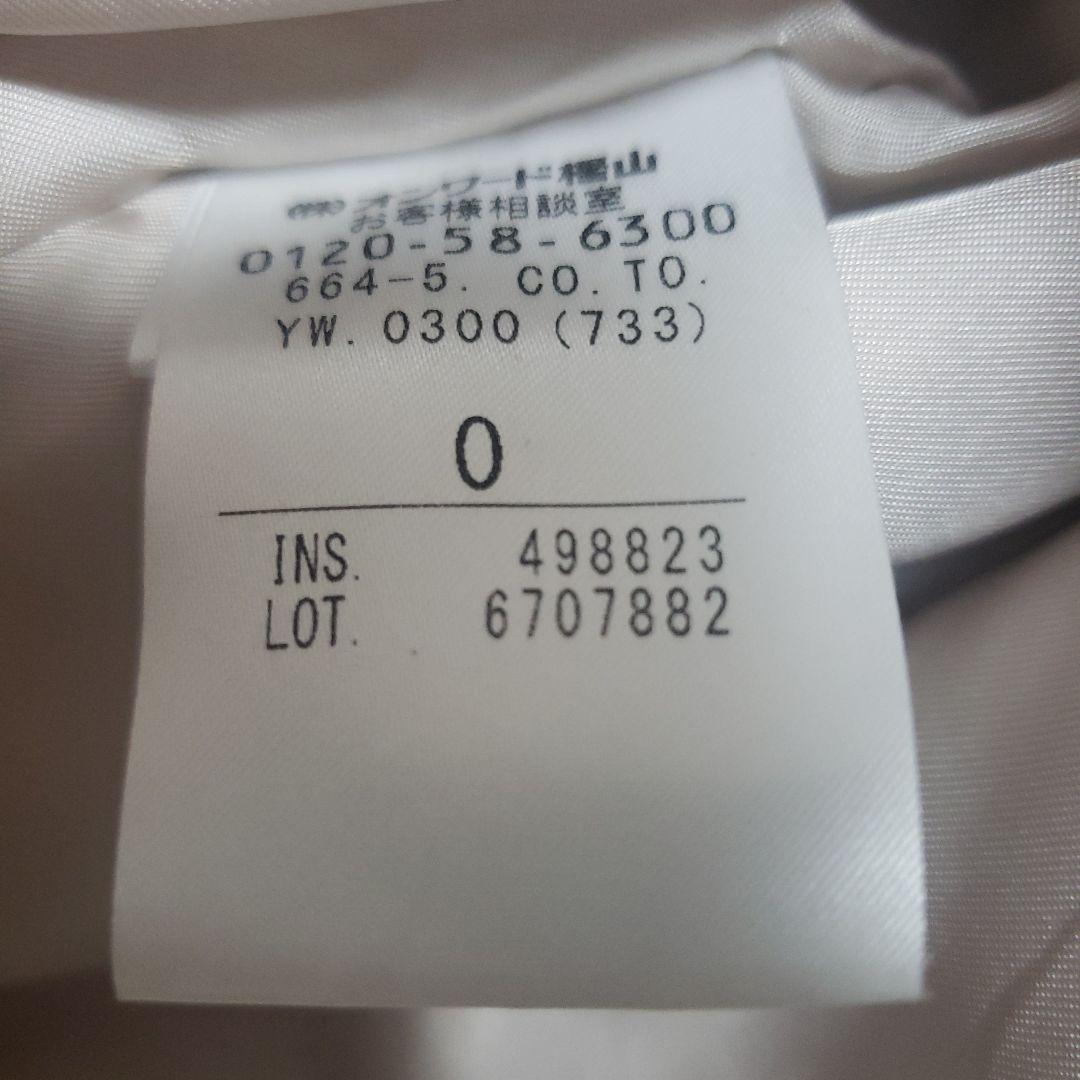 ㈱オンワード樫山
お客様相談室
0120-58-6300
664-5. CO. TO.
YW. 0300 (733)
0
INS. 498823
LOT. 6707882